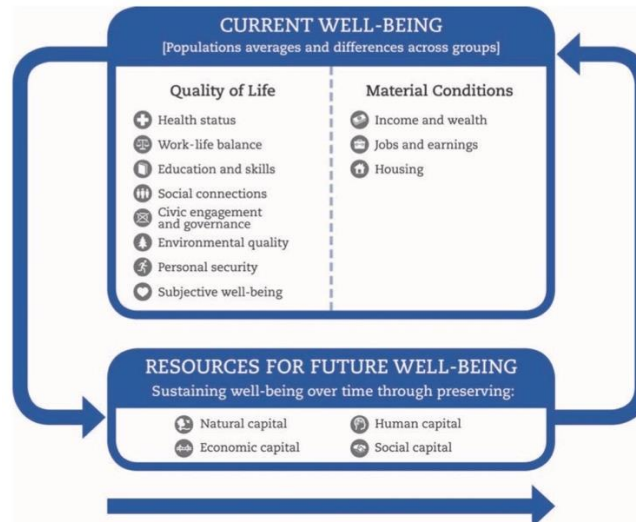 CURRENT WELL-BEING
[Populations averages and differences across groups]
Quality of Life
Health status
Work-life balance
Education and skills
Social connections
Civic engagement
and governance
Environmental quality
Personal security
Subjective well-being
Material Conditions
Income and wealth
Jobs and earnings
Housing
RESOURCES FOR FUTURE WELL-BEING
Sustaining well-being over time through preserving:
Natural capital
Human capital
Economic capital
Social capital